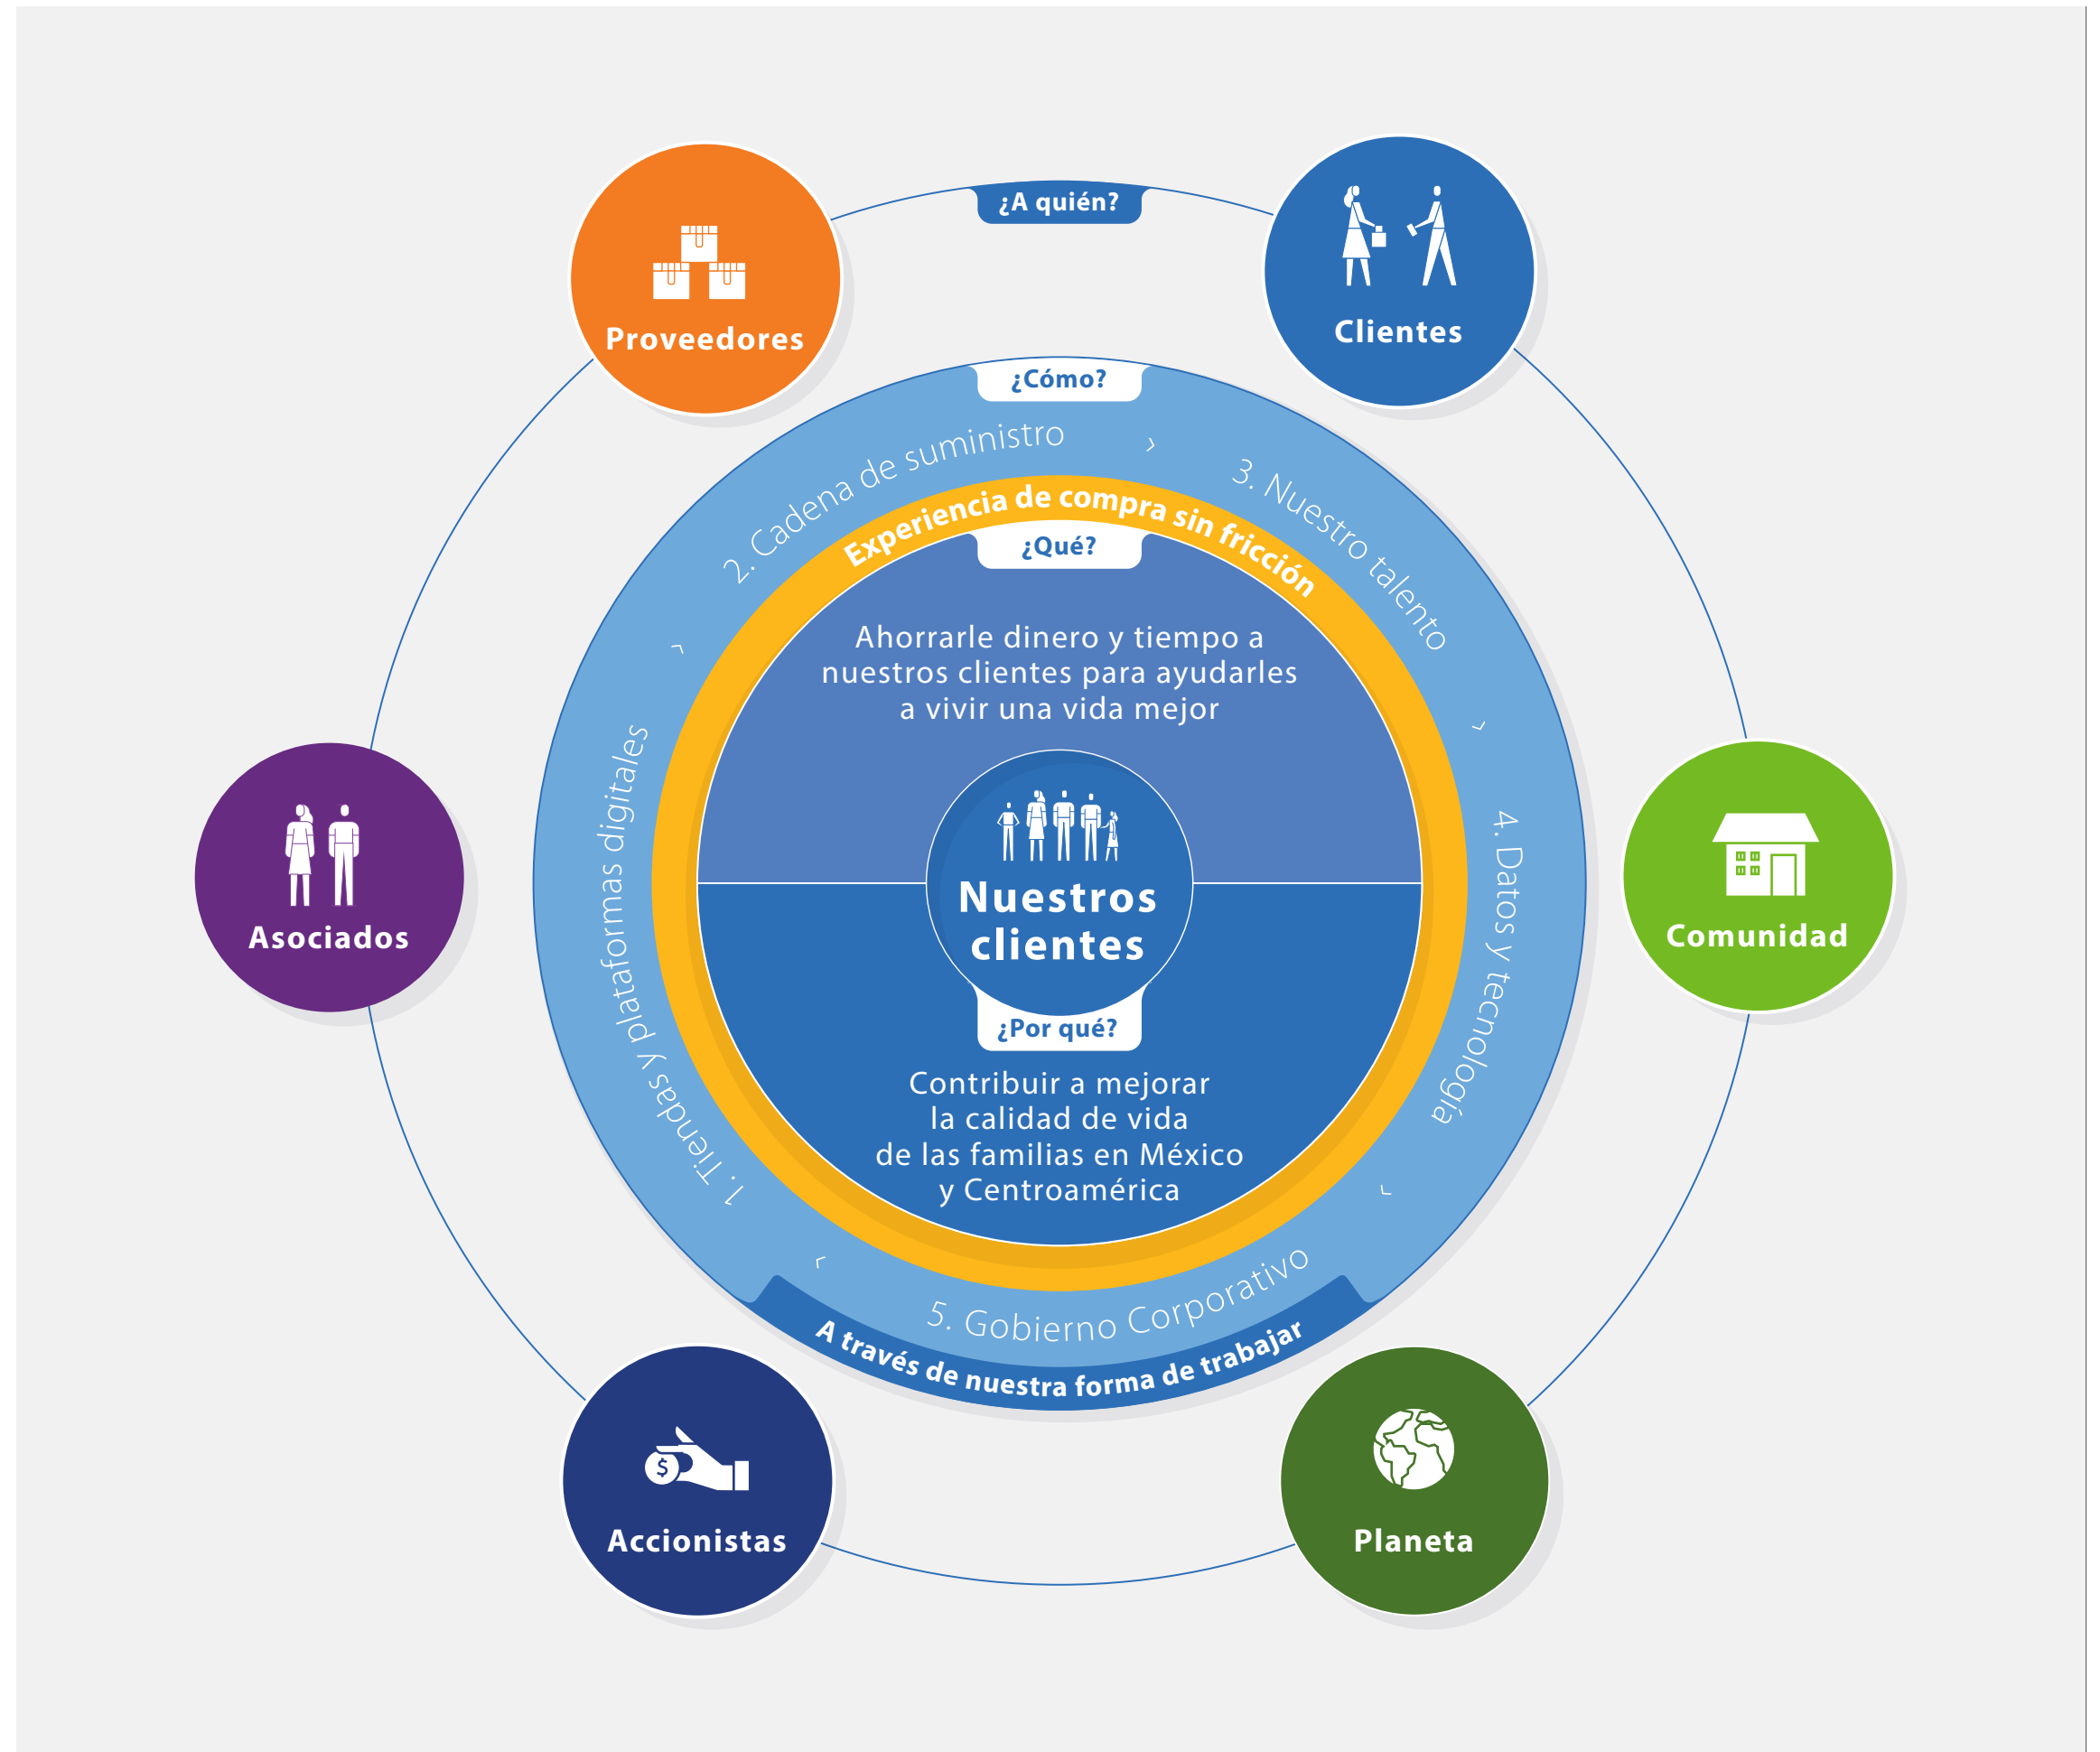 ¿A quién?
Proveedores
Clientes
¿Cómo?
2. Cadena de suministro
3. Nuestro talento
Experiencia de compra sin fricción
¿Qué?
Ahorrarle dinero y tiempo a
nuestros clientes para ayudarles
a vivir una vida mejor
1. Tiendas y plataformas digitales
4. Datos y tecnología
Asociados
Nuestros
clientes
Comunidad
¿Por qué?
Contribuir a mejorar
la calidad de vida
de las familias en México
y Centroamérica
5. Gobierno Corporativo
A través de nuestra forma de trabajar
$
Accionistas
Planeta